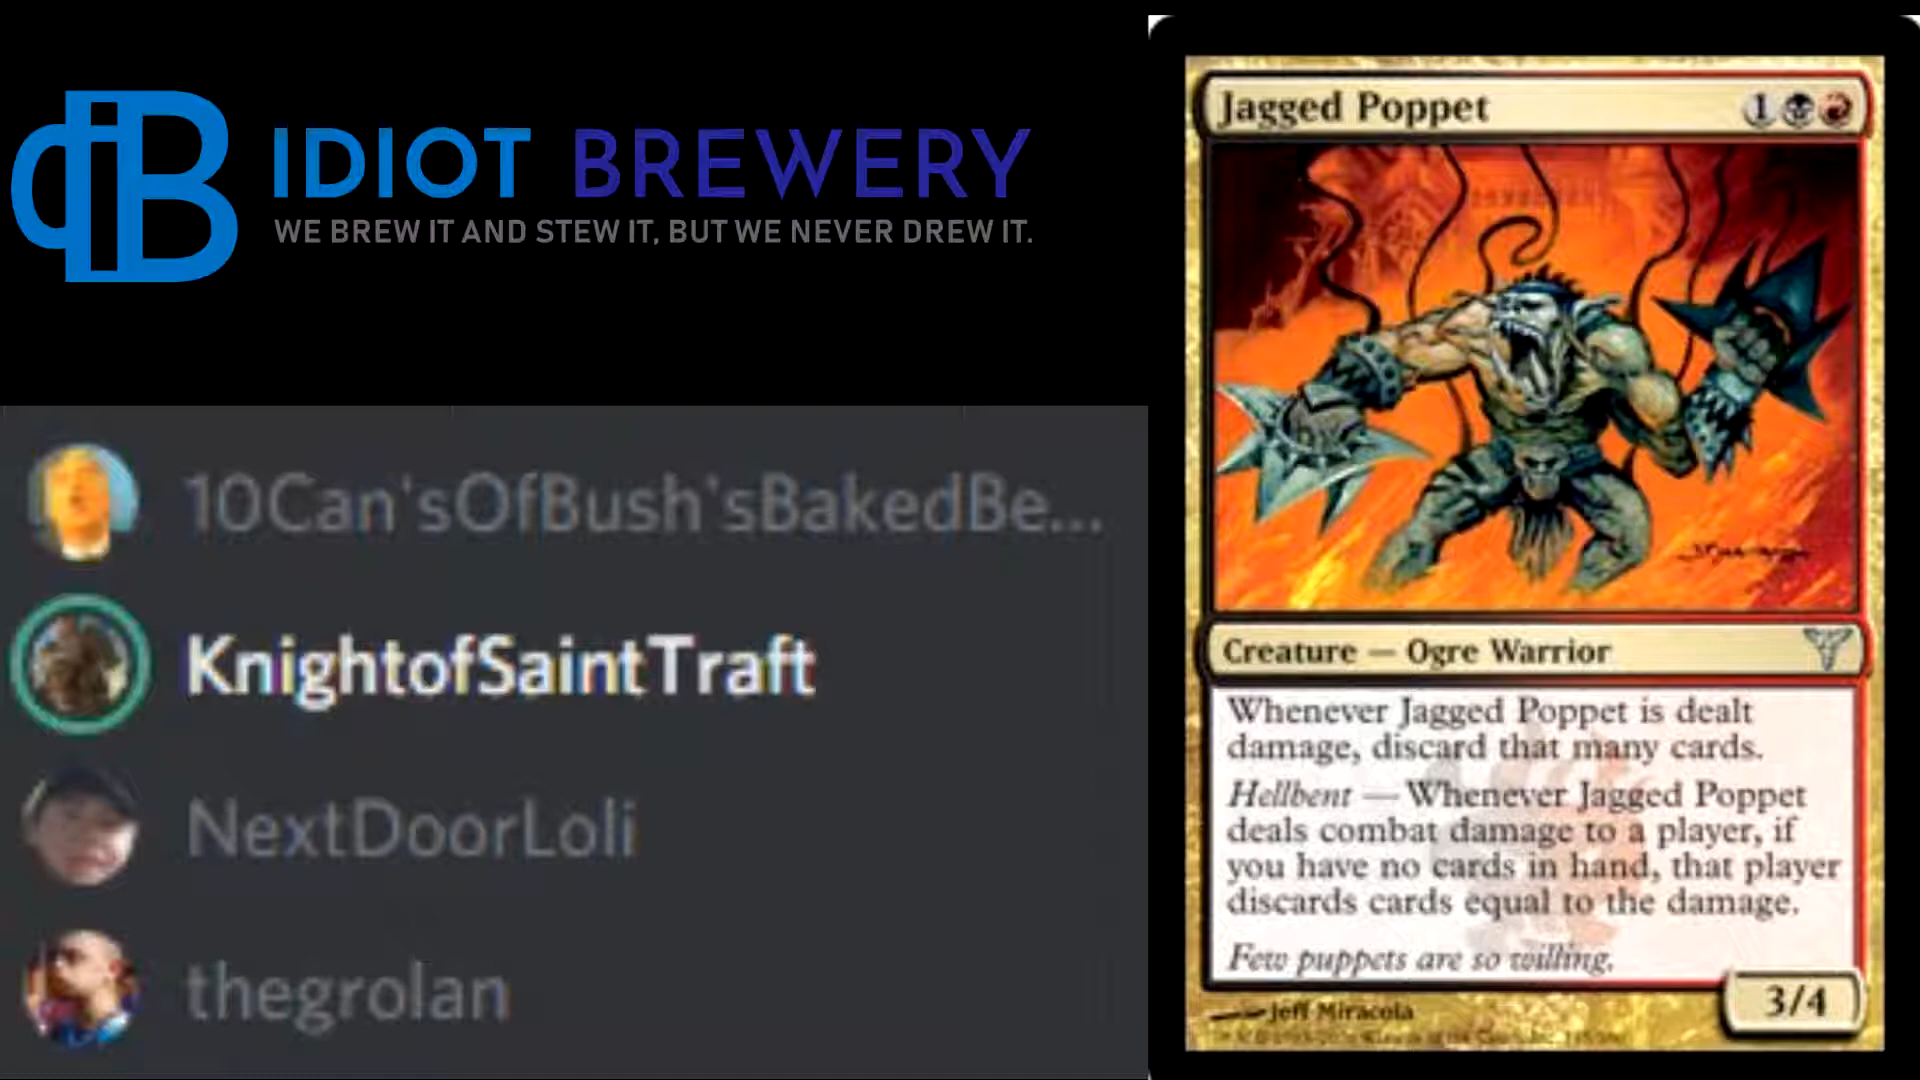 iB IDIOT BREWERY
WE BREW IT AND STEW IT, BUT WE NEVER DREW IT.
10Can'sOfBush'sBakedBe...
KnightofSaintTraft
NextDoorLoli
thegrolan
Jagged Poppet 1
Creature — Ogre Warrior
Whenever Jagged Poppet is dealt
damage, discard that many cards.
Hellbent — Whenever Jagged Poppet
deals combat damage to a player, if
you have no cards in hand, that player
discards cards equal to the damage.
Few puppets are so willing.
3/4
Jeff Miracola